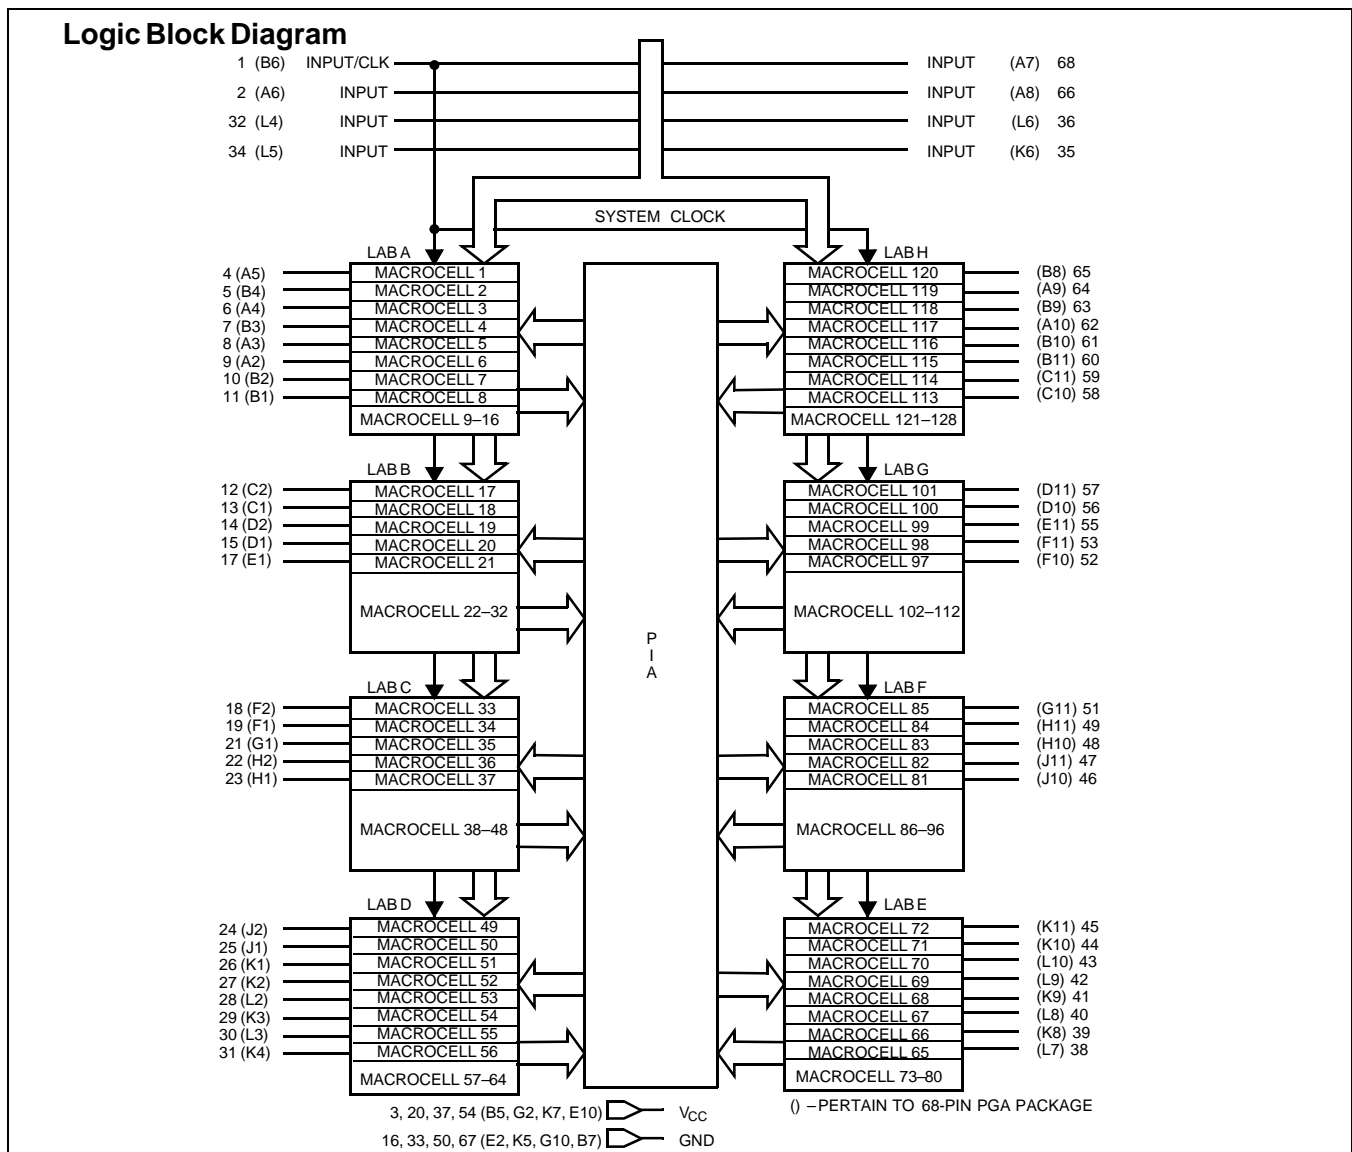 Logic Block Diagram
1 (B6) INPUT/CLK INPUT (A7) 68
2 (A6) INPUT INPUT (A8) 66
32 (L4) INPUT INPUT (L6) 36
34 (L5) INPUT INPUT (K6) 35
SYSTEM CLOCK
LAB A LAB H
4 (A5) MACROCELL 1 MACROCELL 120 (B8) 65
5 (B4) MACROCELL 2 MACROCELL 119 (A9) 64
6 (A4) MACROCELL 3 MACROCELL 118 (B9) 63
7 (B3) MACROCELL 4 MACROCELL 117 (A10) 62
8 (A3) MACROCELL 5 MACROCELL 116 (B10) 61
9 (A2) MACROCELL 6 MACROCELL 115 (B11) 60
10 (B2) MACROCELL 7 MACROCELL 114 (C11) 59
11 (B1) MACROCELL 8 MACROCELL 113 (C10) 58
MACROCELL 9–16 MACROCELL 121–128
LAB B LAB G
12 (C2) MACROCELL 17 MACROCELL 101 (D11) 57
13 (C1) MACROCELL 18 MACROCELL 100 (D10) 56
14 (D2) MACROCELL 19 MACROCELL 99 (E11) 55
15 (D1) MACROCELL 20 MACROCELL 98 (F11) 53
17 (E1) MACROCELL 21 MACROCELL 97 (F10) 52
MACROCELL 22–32 MACROCELL 102–112
P
I
A
LAB C LAB F
18 (F2) MACROCELL 33 MACROCELL 85 (G11) 51
19 (F1) MACROCELL 34 MACROCELL 84 (H11) 49
21 (G1) MACROCELL 35 MACROCELL 83 (H10) 48
22 (H2) MACROCELL 36 MACROCELL 82 (J11) 47
23 (H1) MACROCELL 37 MACROCELL 81 (J10) 46
MACROCELL 38–48 MACROCELL 86–96
LAB D LAB E
24 (J2) MACROCELL 49 MACROCELL 72 (K11) 45
25 (J1) MACROCELL 50 MACROCELL 71 (K10) 44
26 (K1) MACROCELL 51 MACROCELL 70 (L10) 43
27 (K2) MACROCELL 52 MACROCELL 69 (L9) 42
28 (L2) MACROCELL 53 MACROCELL 68 (K9) 41
29 (K3) MACROCELL 54 MACROCELL 67 (L8) 40
30 (L3) MACROCELL 55 MACROCELL 66 (K8) 39
31 (K4) MACROCELL 56 MACROCELL 65 (L7) 38
MACROCELL 57–64 MACROCELL 73–80
3, 20, 37, 54 (B5, G2, K7, E10) VCC () – PERTAIN TO 68-PIN PGA PACKAGE
16, 33, 50, 67 (E2, K5, G10, B7) GND